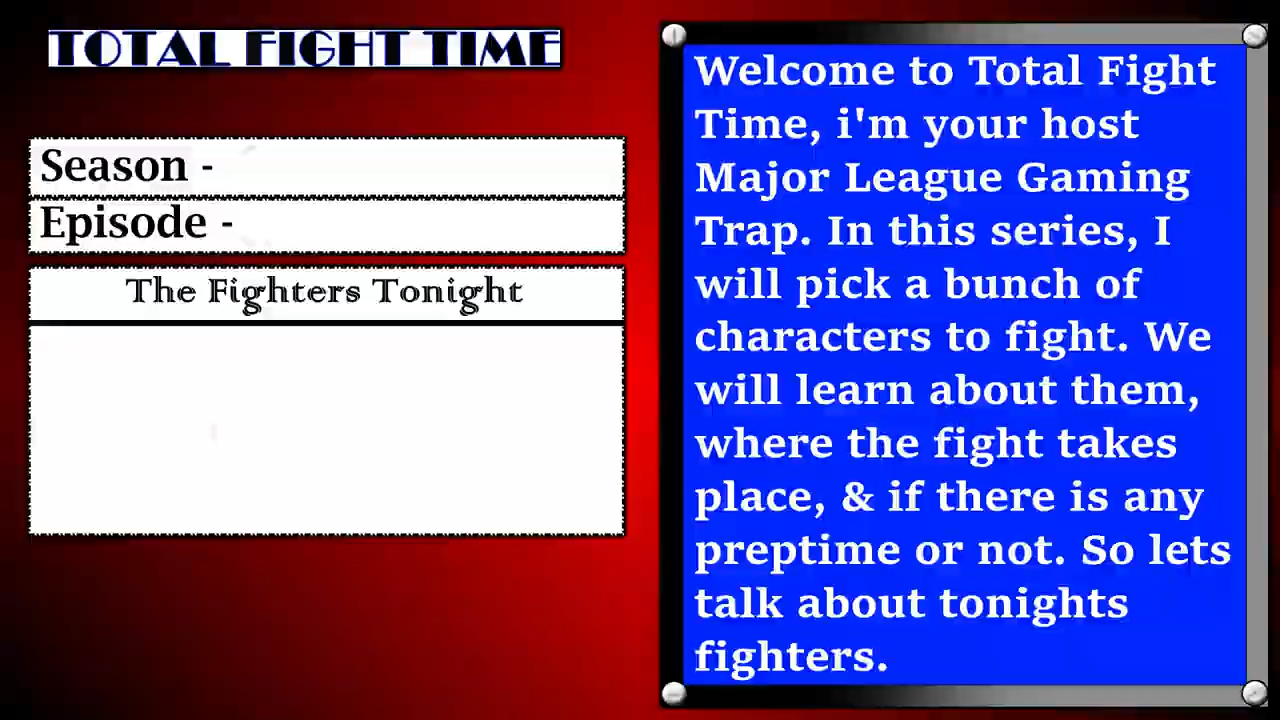 TOTAL FIGHT TIME
Season -
Episode -
The Fighters Tonight
Welcome to Total Fight
Time, i'm your host
Major League Gaming
Trap. In this series, I
will pick a bunch of
characters to fight. We
will learn about them,
where the fight takes
place, & if there is any
preptime or not. So lets
talk about tonights
fighters.